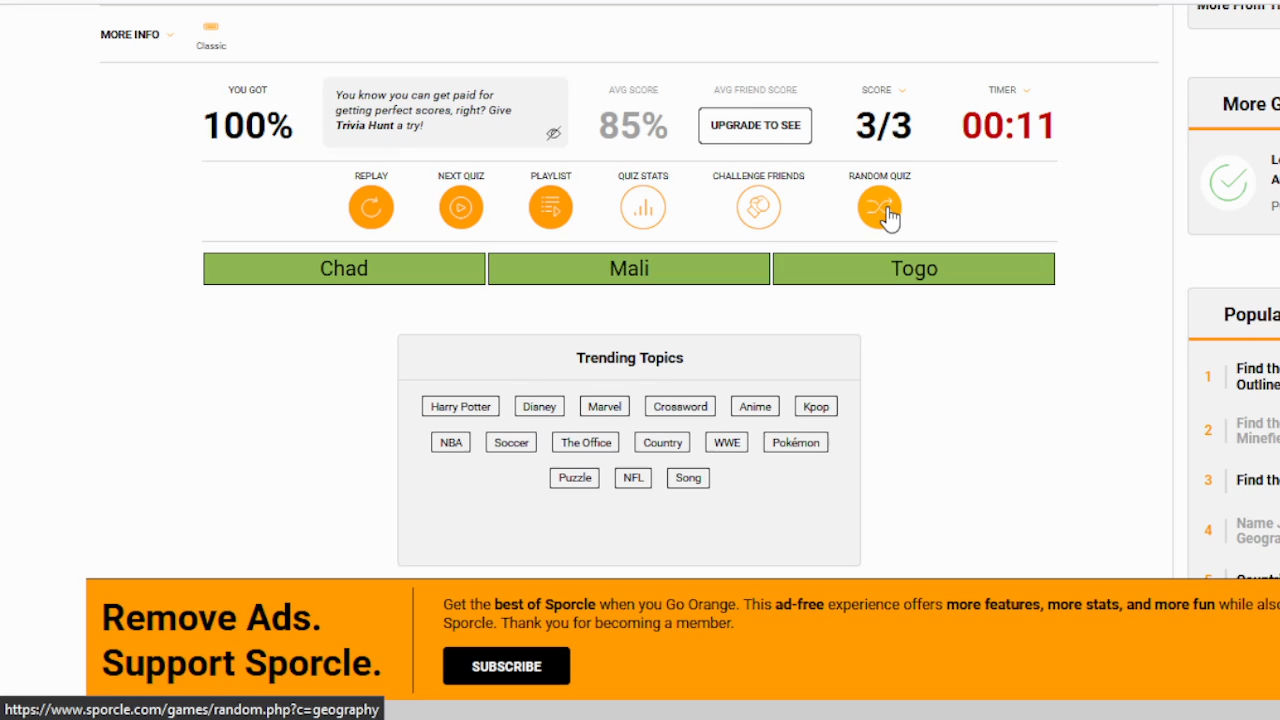 More From Th
MORE INFO
Classic
YOU GOT
100%
You know you can get paid for
getting perfect scores, right? Give
Trivia Hunt a try!
AVG SCORE
85%
AVG FRIEND SCORE
UPGRADE TO SEE
SCORE
3/3
TIMER
00:11
REPLAY
NEXT QUIZ
PLAYLIST
QUIZ STATS
CHALLENGE FRIENDS
RANDOM QUIZ
Chad
Mali
Togo
Trending Topics
Harry Potter
Disney
Marvel
Crossword
Anime
Kpop
NBA
Soccer
The Office
Country
WWE
Pokémon
Puzzle
NFL
Song
More G
L
A
P
Popula
1
Find the
Outline
2
Find the
Minefie
3
Find the
4
Name J
Geogra
Remove Ads.
Support Sporcle.
Get the best of Sporcle when you Go Orange. This ad-free experience offers more features, more stats, and more fun while also
Sporcle. Thank you for becoming a member.
SUBSCRIBE
https://www.sporcle.com/games/random.php?c=geography